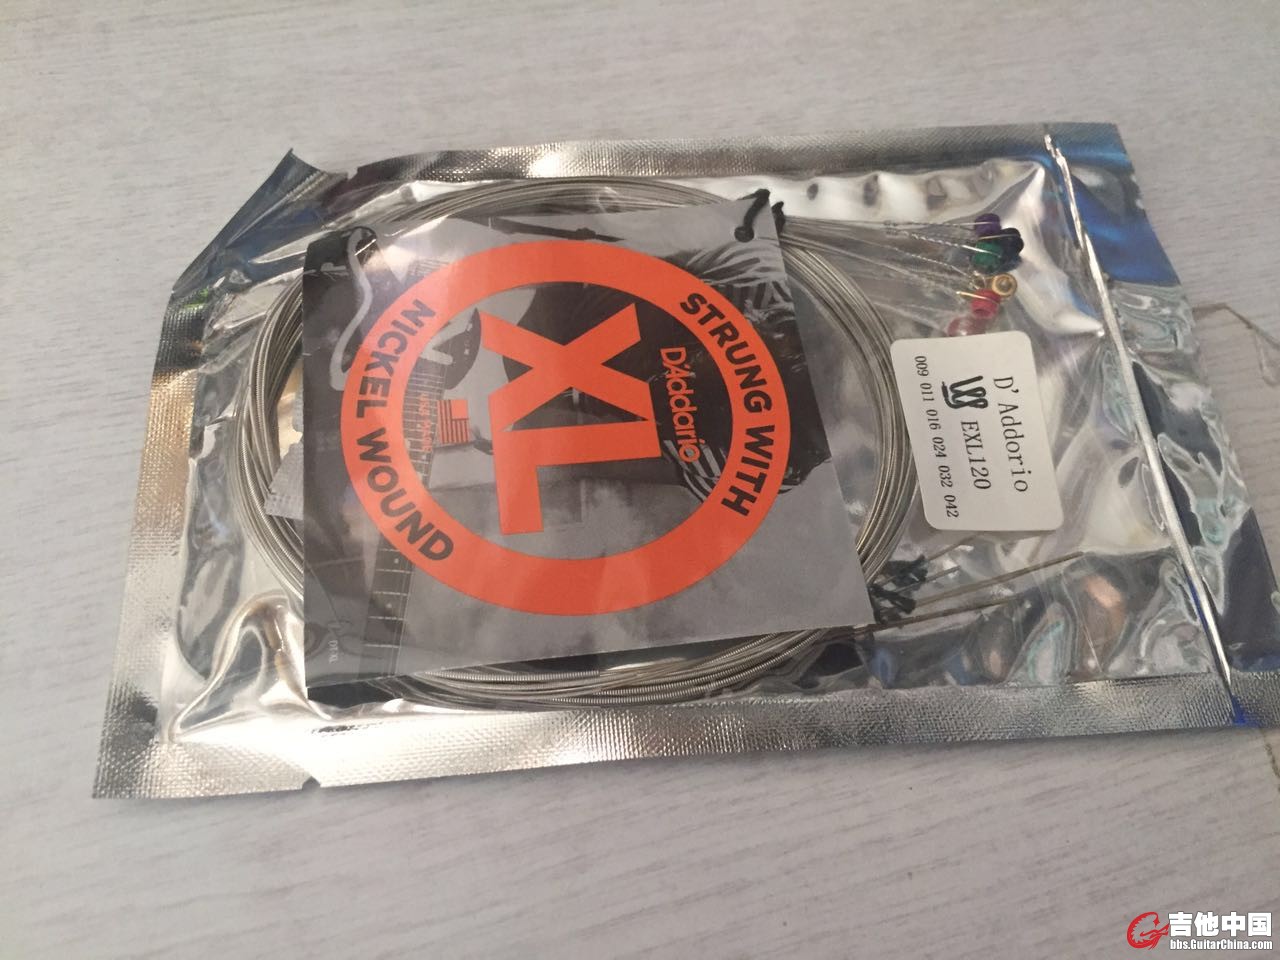 STRUNG WITH
D'Addario
XL
NICKEL WOUND
D' Addorio
EXL120
009 011 016 024 032 042
吉他中国
bbs.GuitarChina.com